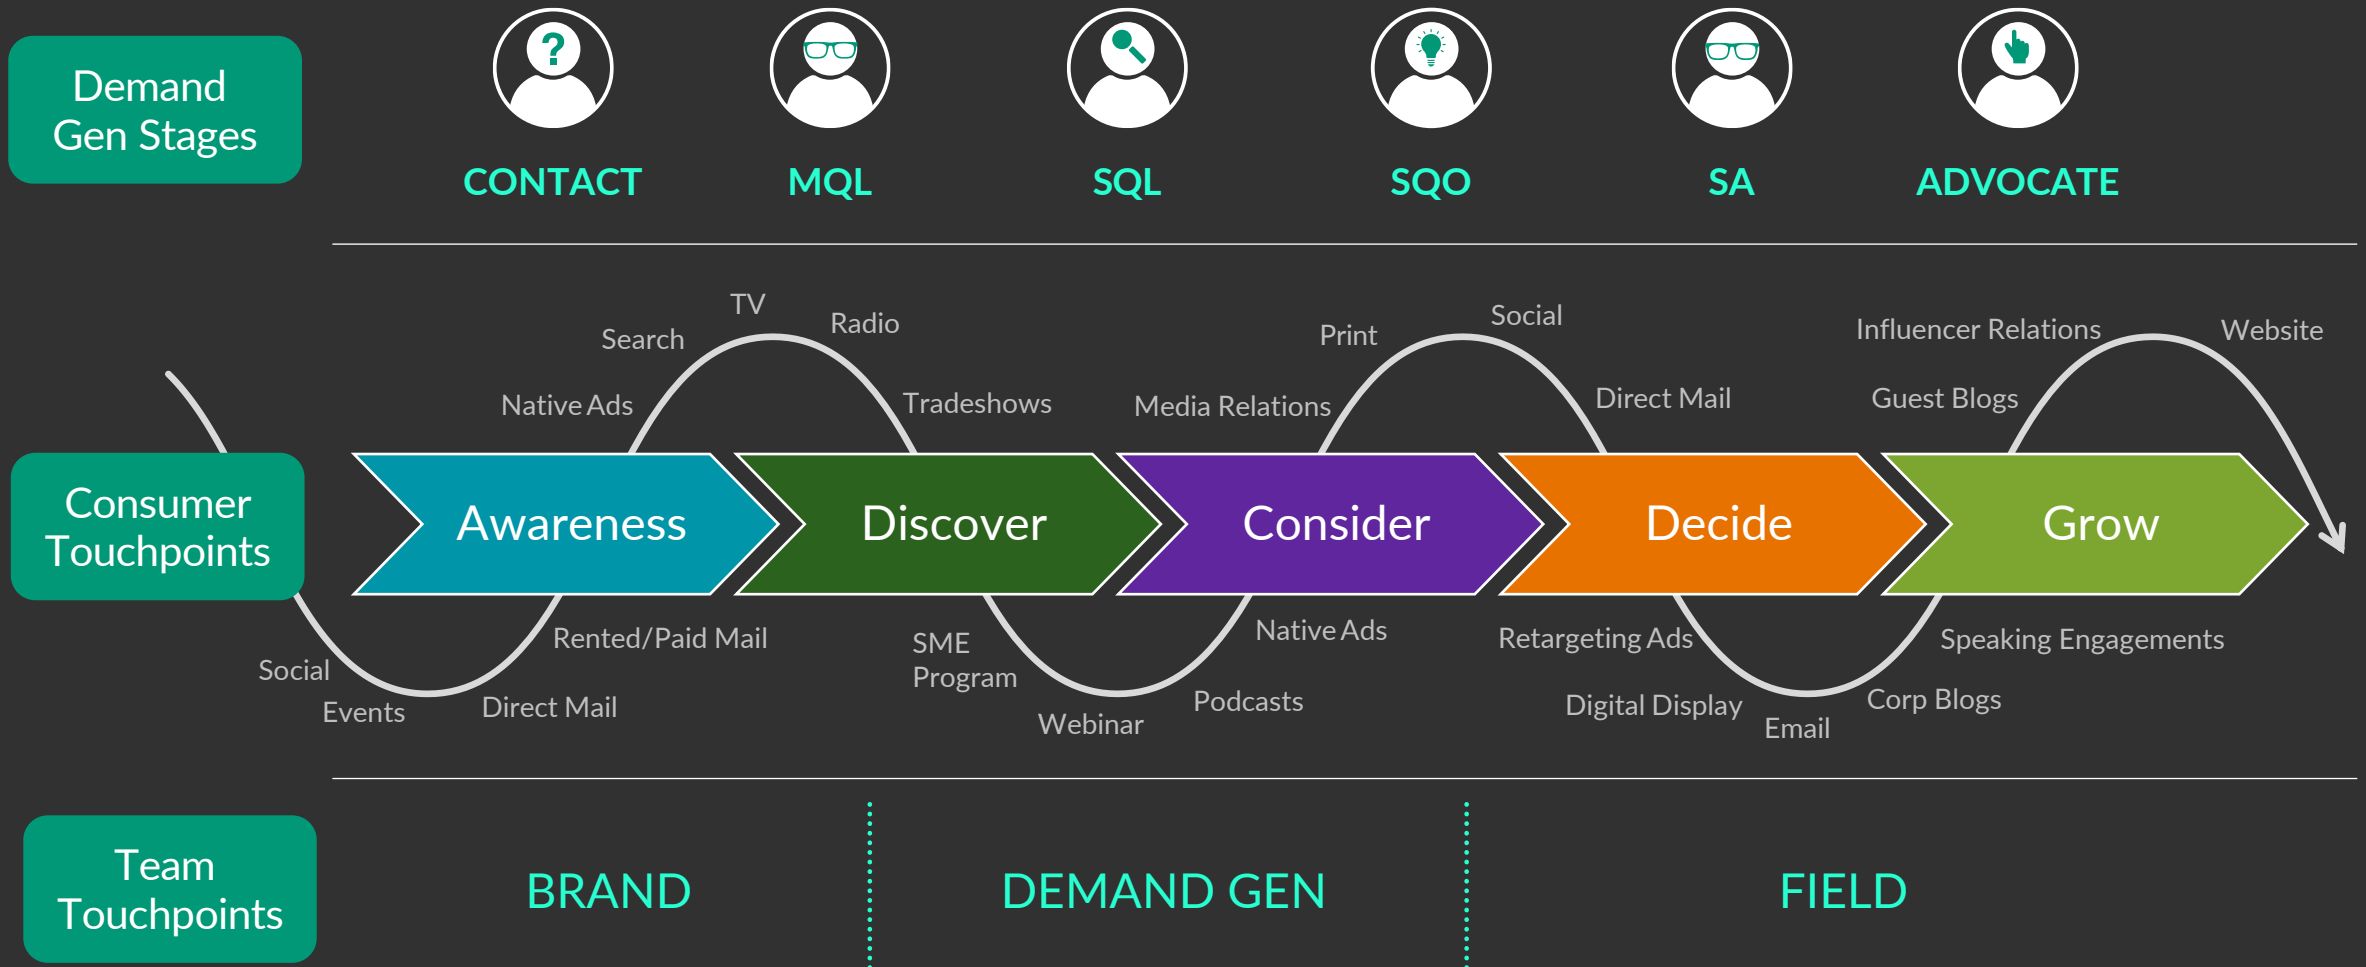 Demand
Gen Stages
CONTACT
MQL
SQL
SQO
SA
ADVOCATE
TV
Radio
Search
Native Ads
Tradeshows
Print
Social
Media Relations
Direct Mail
Influencer Relations
Website
Guest Blogs
Consumer
Touchpoints
Awareness
Discover
Consider
Decide
Grow
Social
Events
Direct Mail
Rented/Paid Mail
SME
Program
Webinar
Podcasts
Native Ads
Retargeting Ads
Digital Display
Email
Corp Blogs
Speaking Engagements
Team
Touchpoints
BRAND
DEMAND GEN
FIELD